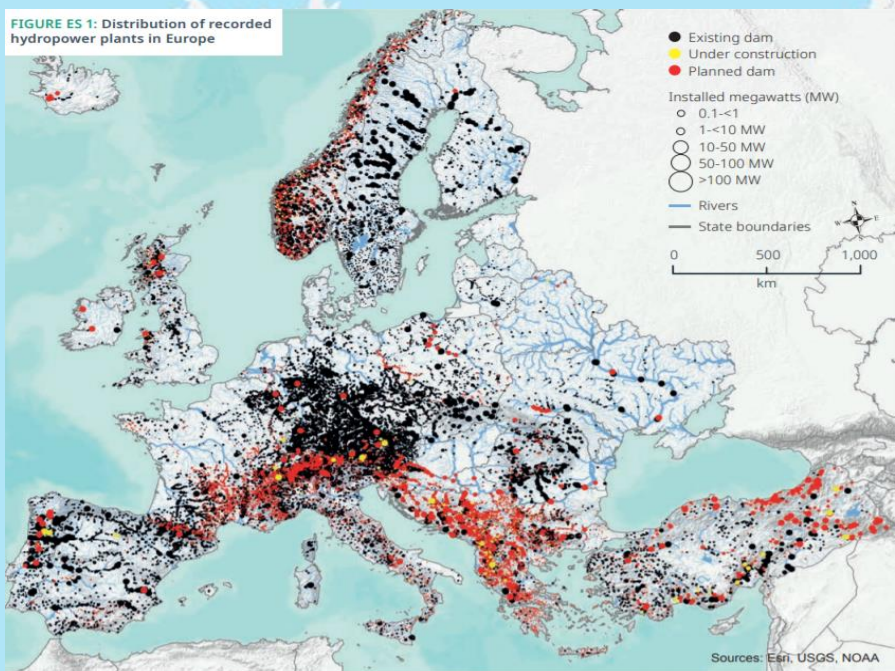 FIGURE ES 1: Distribution of recorded
hydropower plants in Europe
Existing dam
Under construction
Planned dam
Installed megawatts (MW)
0.1-<1
1-<10 MW
10-50 MW
50-100 MW
>100 MW
Rivers
State boundaries
N
W
E
S
0
500
1,000
km
Sources: Esri, USGS, NOAA